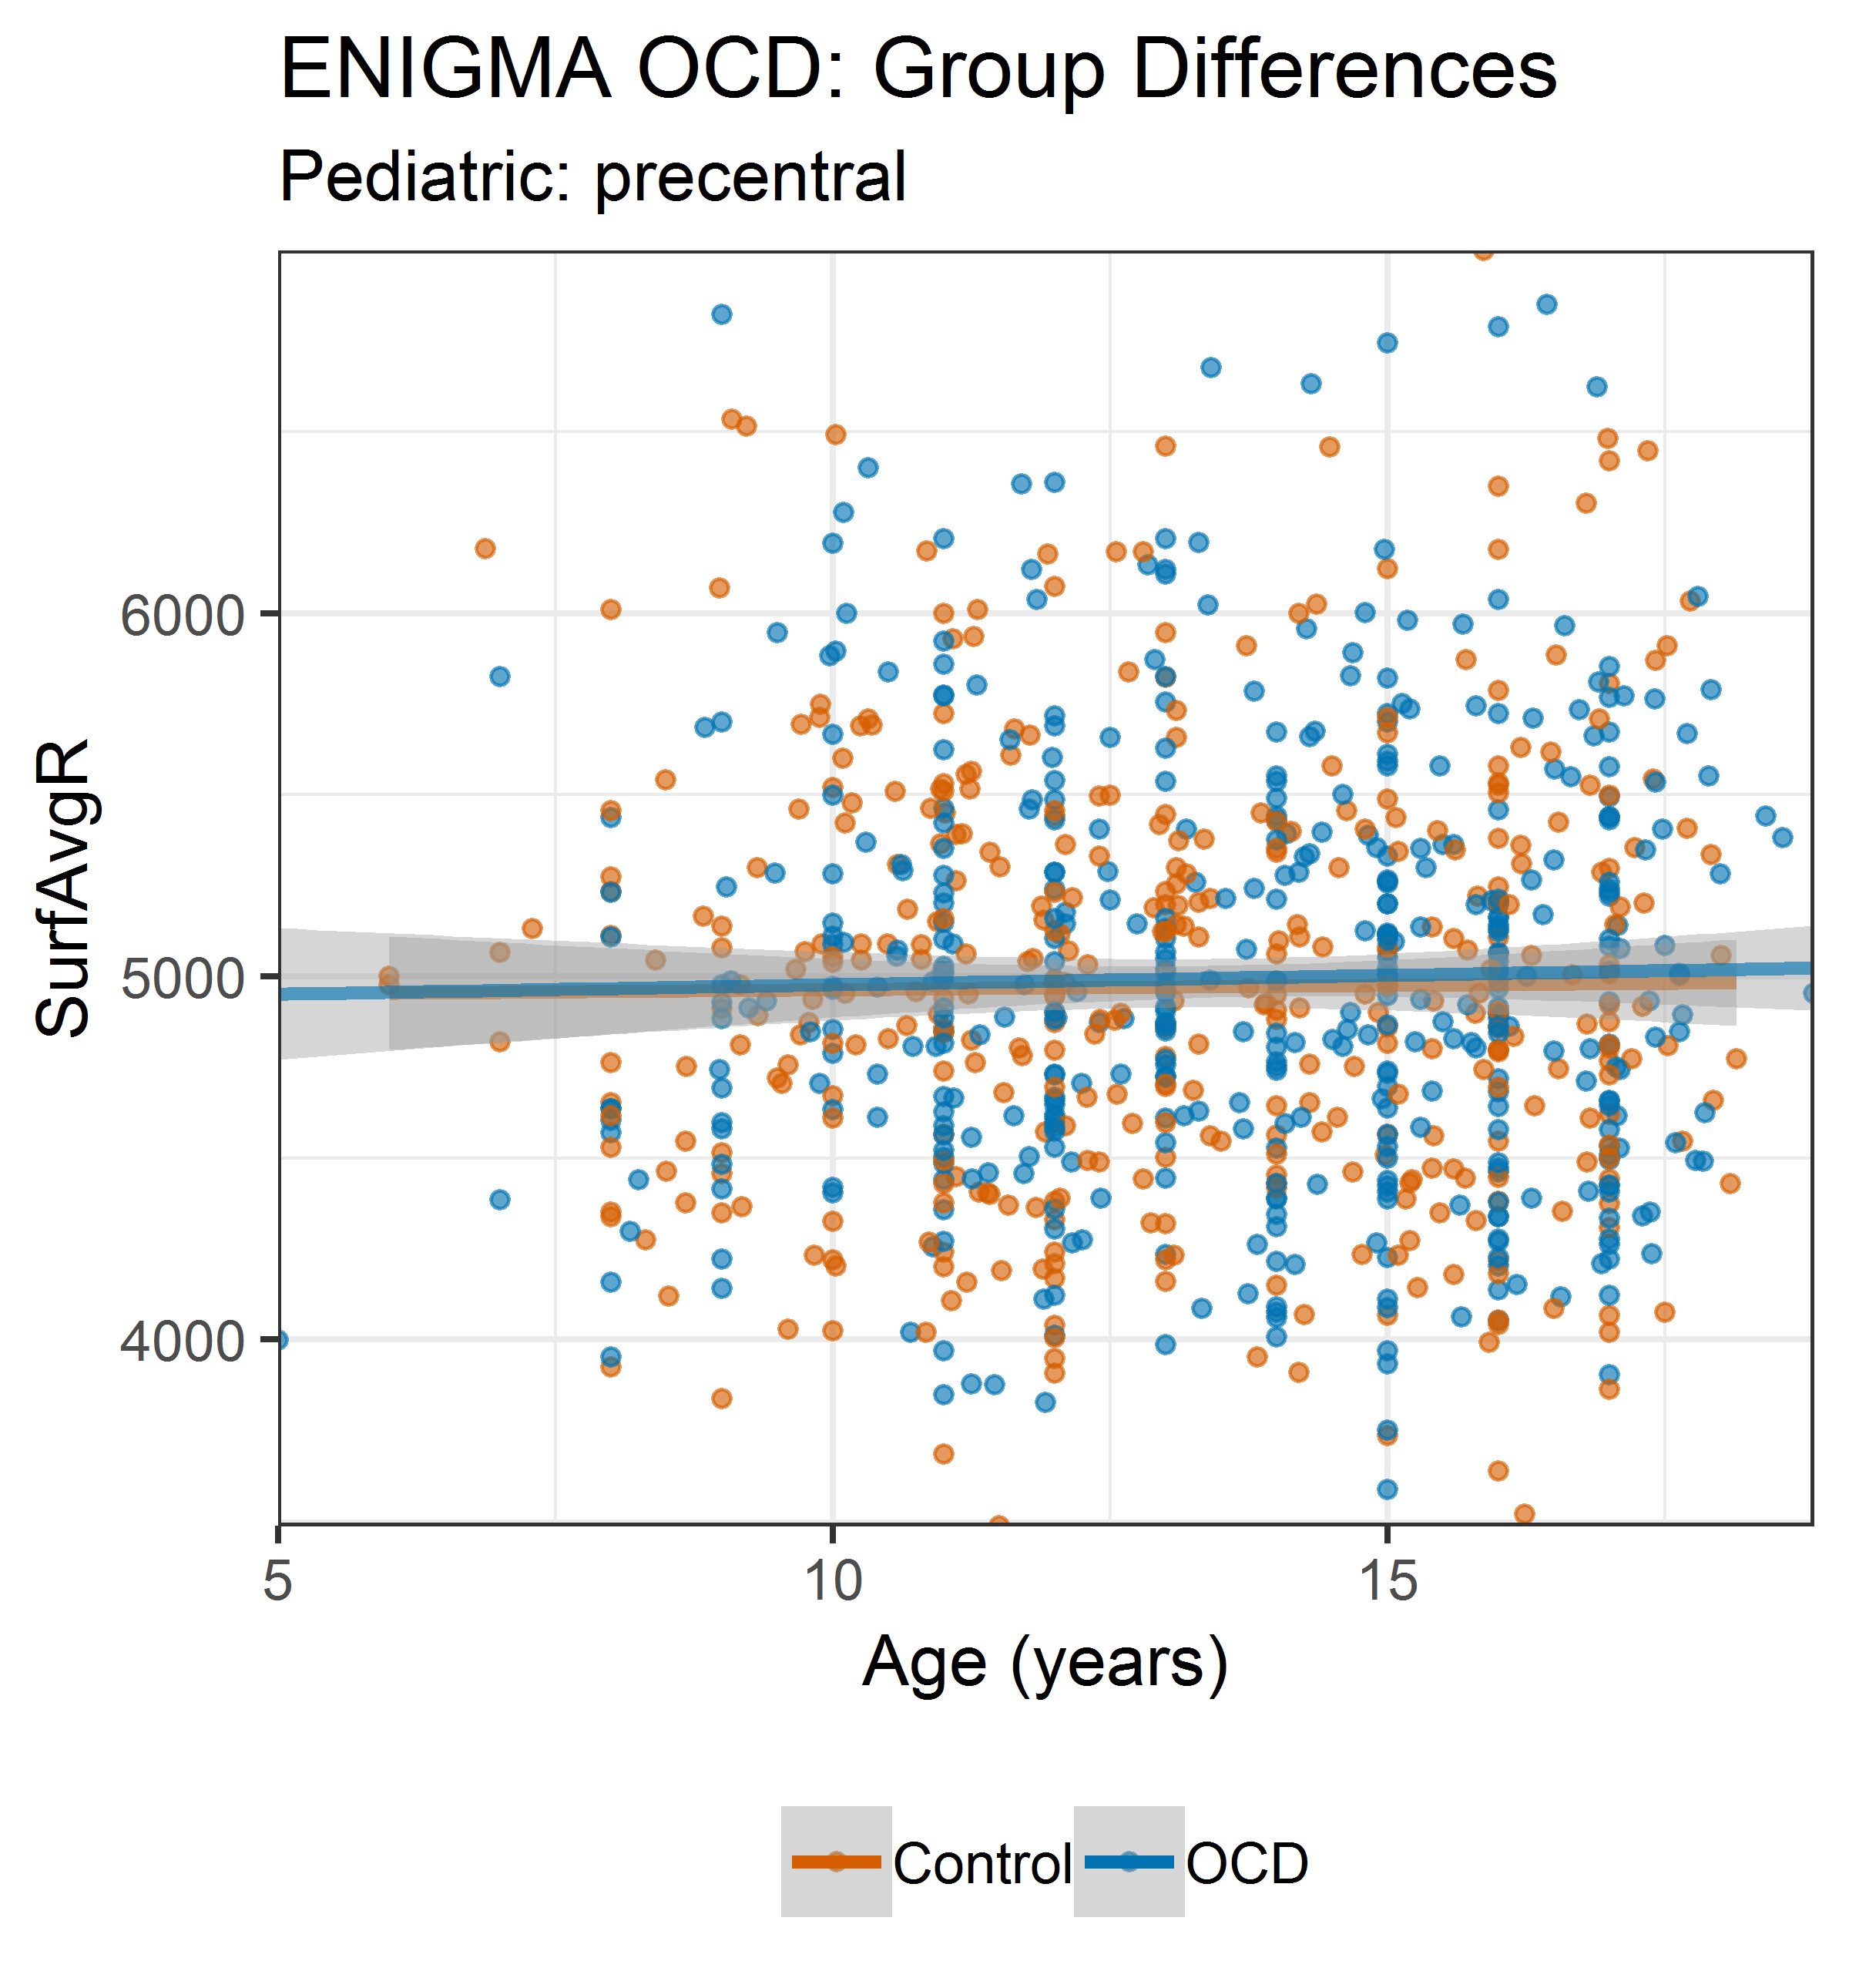 ENIGMA OCD: Group Differences
Pediatric: precentral
SurfAvgR
6000
5000
4000
5 10 15
Age (years)
Control OCD